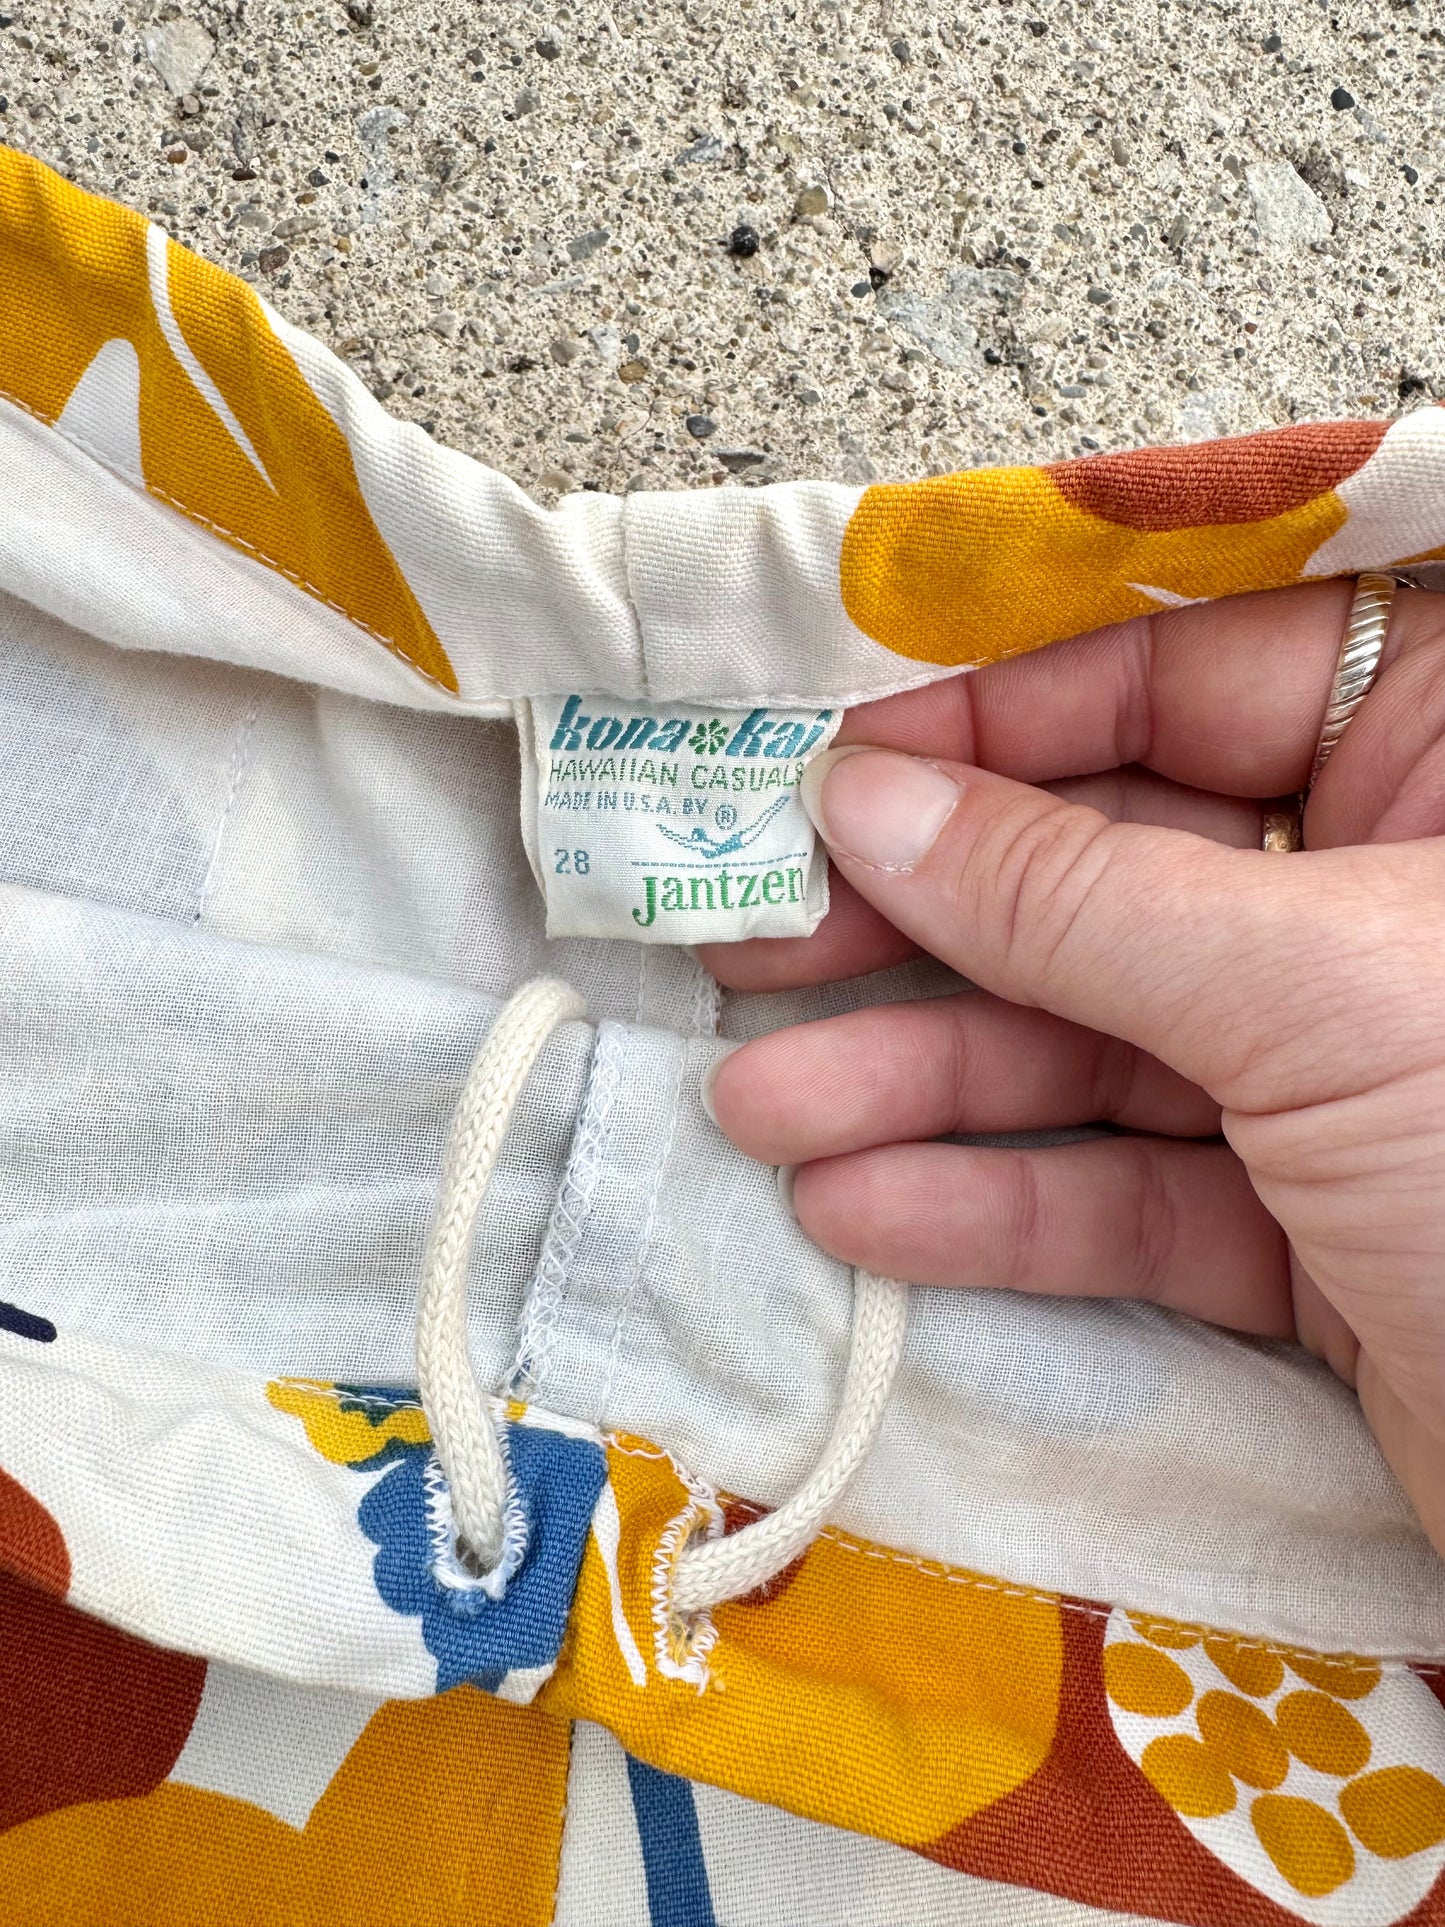 kona kai
HAWAIIAN CASUALS
MADE IN U.S.A. BY
®
28
Jantzen